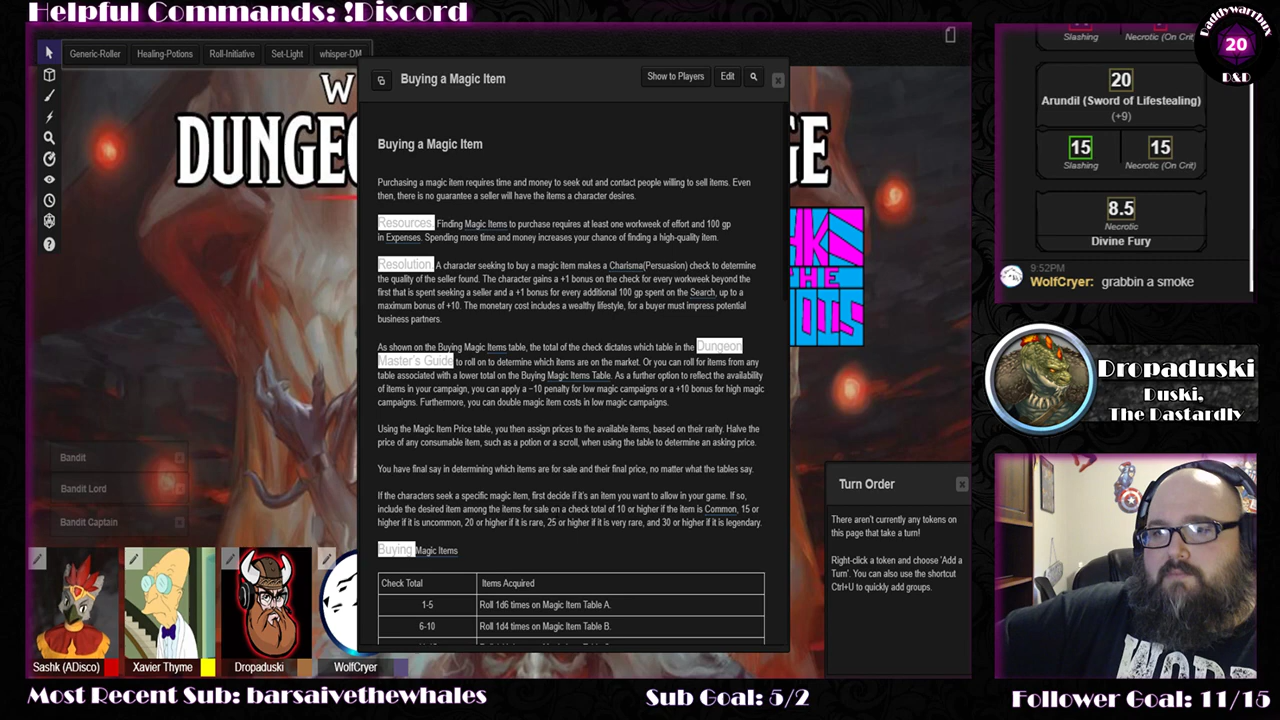 Helpful Commands: !Discord
Generic-Roller
Healing-Potions
Roll-Initiative
Set-Light
whisper-DM
W
DUNGE
GE
THE
Buying a Magic Item
Show to Players
Edit
Buying a Magic Item
Purchasing a magic item requires time and money to seek out and contact people willing to sell items. Even
then, there is no guarantee a seller will have the items a character desires.
Resources. Finding Magic Items to purchase requires at least one workweek of effort and 100 gp
in Expenses. Spending more time and money increases your chance of finding a high-quality item.
Resolution. A character seeking to buy a magic item makes a Charisma(Persuasion) check to determine
the quality of the seller found. The character gains a +1 bonus on the check for every workweek beyond the
first that is spent seeking a seller and a +1 bonus for every additional 100 gp spent on the Search, up to a
maximum bonus of +10. The monetary cost includes a wealthy lifestyle, for a buyer must impress potential
business partners.
As shown on the Buying Magic Items table, the total of the check dictates which table in the Dungeon
Master's Guide to roll on to determine which items are on the market. Or you can roll for items from any
table associated with a lower total on the Buying Magic Items Table. As a further option to reflect the availability
of items in your campaign, you can apply a −10 penalty for low magic campaigns or a +10 bonus for high magic
campaigns. Furthermore, you can double magic item costs in low magic campaigns.
Using the Magic Item Price table, you then assign prices to the available items, based on their rarity. Halve the
price of any consumable item, such as a potion or a scroll, when using the table to determine an asking price.
You have final say in determining which items are for sale and their final price, no matter what the tables say.
If the characters seek a specific magic item, first decide if it's an item you want to allow in your game. If so,
include the desired item among the items for sale on a check total of 10 or higher if the item is Common, 15 or
higher if it is uncommon, 20 or higher if it is rare, 25 or higher if it is very rare, and 30 or higher if it is legendary.
Buying Magic Items
Check Total
Items Acquired
1-5
Roll 1d6 times on Magic Item Table A.
6-10
Roll 1d4 times on Magic Item Table B.
Bandit
Bandit Lord
Bandit Captain
Sashk (ADisco)
Xavier Thyme
Dropaduski
WolfCryer
Turn Order
There aren't currently any tokens on
this page that take a turn!
Right-click a token and choose 'Add a
Turn'. You can also use the shortcut
Ctrl+U to quickly add groups.
Slashing
Necrotic (On Crit)
20
Arundil (Sword of Lifestealing)
(+9)
15
15
Slashing
Necrotic (On Crit)
8.5
Necrotic
Divine Fury
9:52PM
WolfCryer: grabbin a smoke
Daddywarrbux
20
D&D
Dropaduski
Duski,
The Dastardly
Most Recent Sub: barsaivethewhales
Sub Goal: 5/2
Follower Goal: 11/15